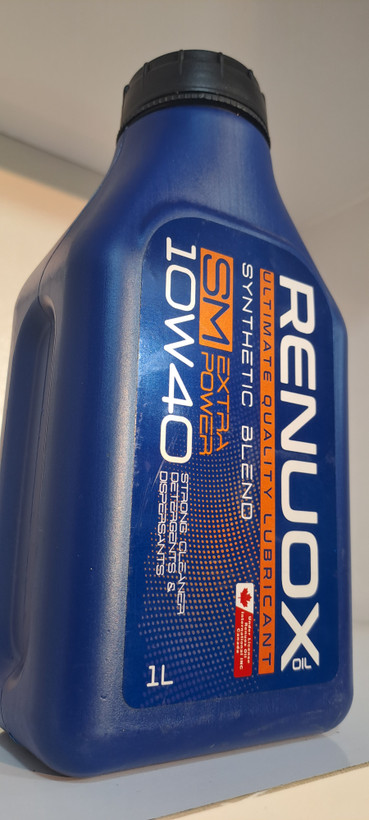 RENUOX OIL
ULTIMATE QUALITY LUBRICANT
SYNTHETIC BLEND
SM EXTRA
POWER
10W40
STRONG CLEANER
DETERGENTS &
DISPERSANTS
1L